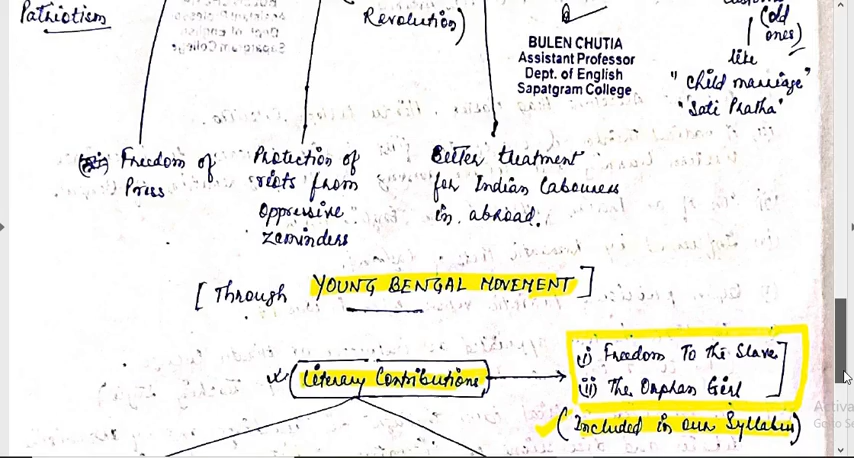 Patriotism
Revolution)
(old
ones)
like
"child marriage"
"Sati Pratha"
BULEN CHUTIA
Assistant Professor
Dept. of English
Sapatgram College
Freedom of
Press
Protection of
riots from
oppressive
zaminders
Better treatment
for Indian labourers
in abroad.
[Through YOUNG BENGAL MOVEMENT]
(Literary Contributions)
(i) Freedom To the Slave]
(ii) The Orphan Girl
(Included in our Syllabus)